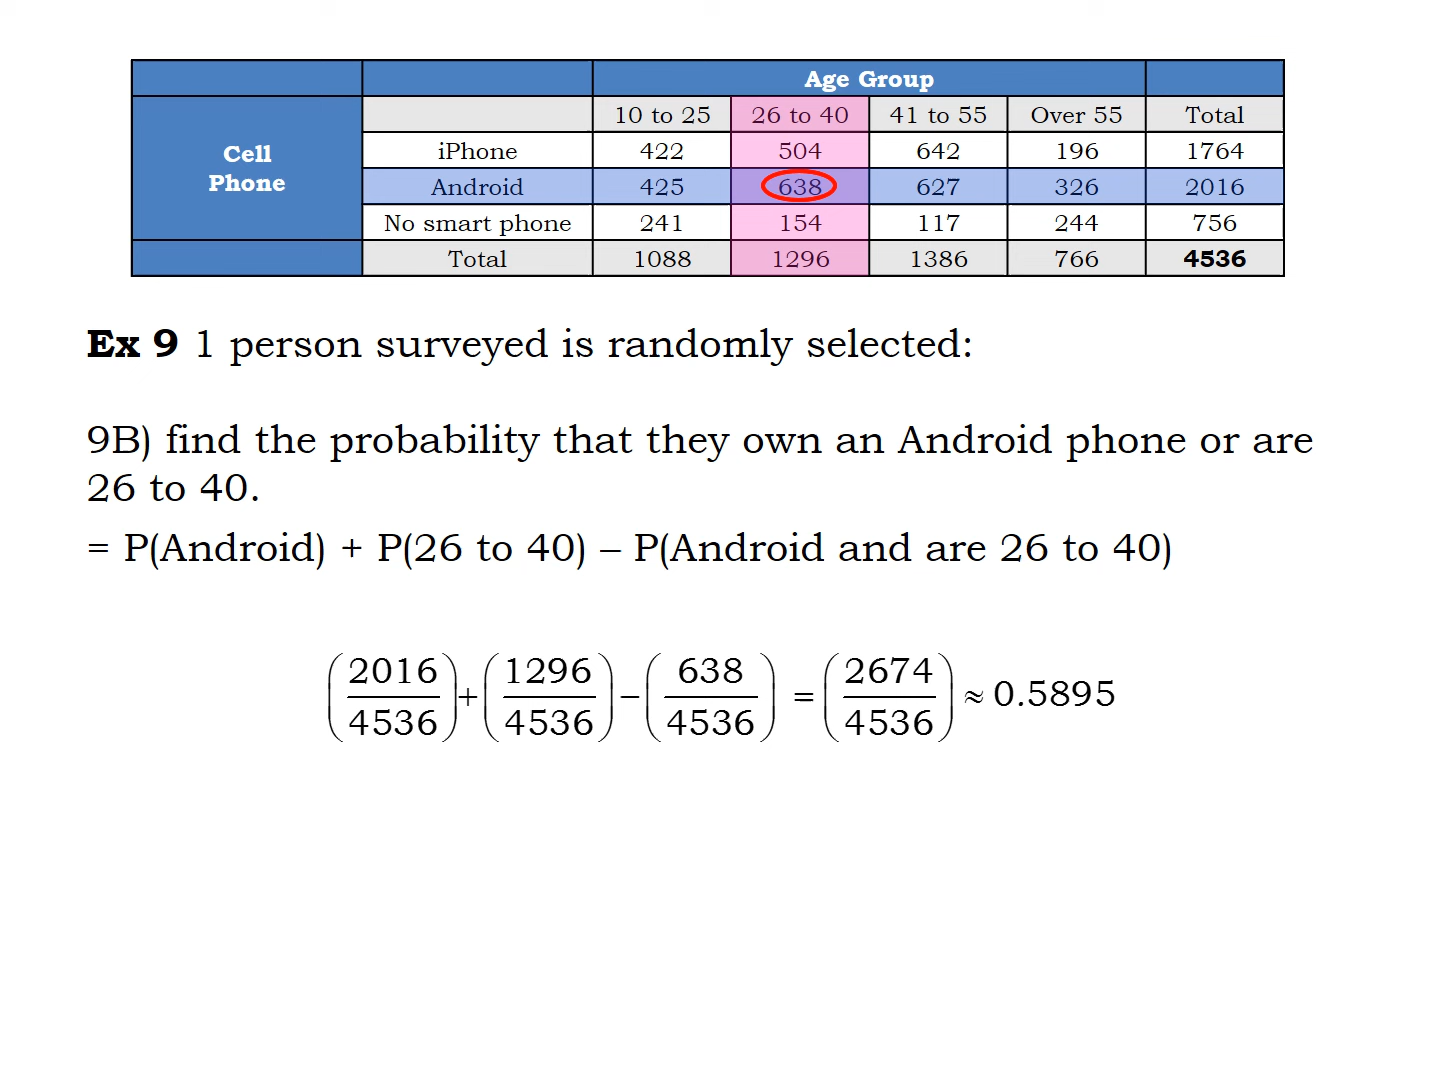 Age Group
10 to 25 26 to 40 41 to 55 Over 55 Total
Cell Phone
iPhone 422 504 642 196 1764
Android 425 638 627 326 2016
No smart phone 241 154 117 244 756
Total 1088 1296 1386 766 4536
Ex 9 1 person surveyed is randomly selected:
9B) find the probability that they own an Android phone or are
26 to 40.
= P(Android) + P(26 to 40) – P(Android and are 26 to 40)
(2016/4536) + (1296/4536) − (638/4536) = (2674/4536) ≈ 0.5895